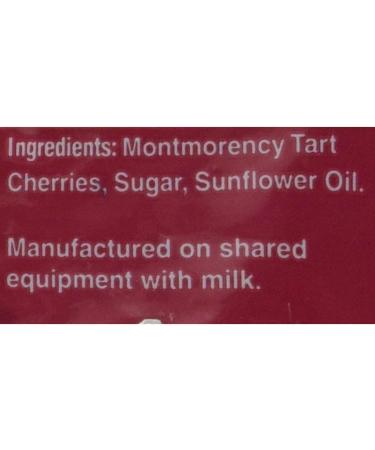 Ingredients: Montmorency Tart
Cherries, Sugar, Sunflower Oil.
Manufactured on shared
equipment with milk.